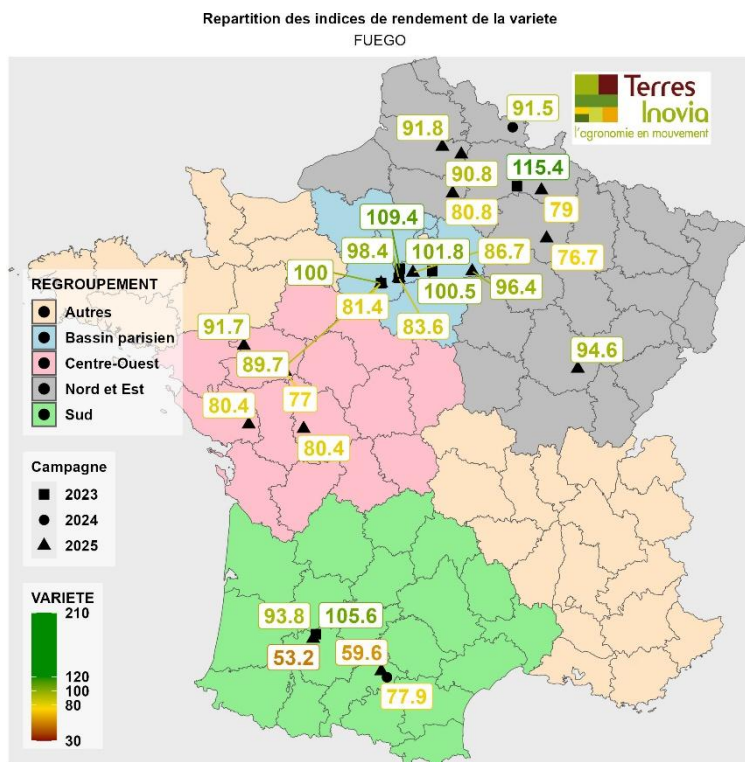 Repartition des indices de rendement de la variete
FUEGO
Terres
Inovia
l'agronomie en mouvement
91.5
91.8
90.8
115.4
80.8
79
109.4
76.7
98.4
101.8
86.7
100
100.5
96.4
81.4
83.6
91.7
94.6
89.7
77
80.4
80.4
93.8
105.6
53.2
59.6
77.9
REGROUPEMENT
Autres
Bassin parisien
Centre-Ouest
Nord et Est
Sud
Campagne
2023
2024
2025
VARIETE
210
120
100
80
30